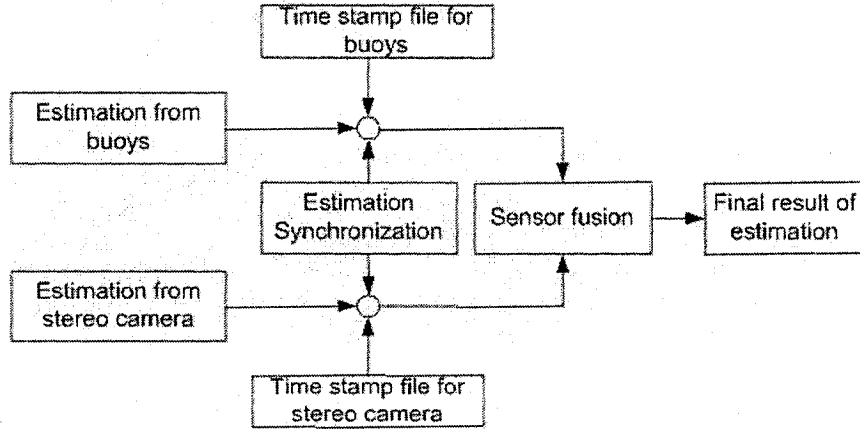 Time stamp file for
buoys
Estimation from
buoys
Estimation
Synchronization
Sensor fusion
Final result of
estimation
Estimation from
stereo camera
Time stamp file for
stereo camera